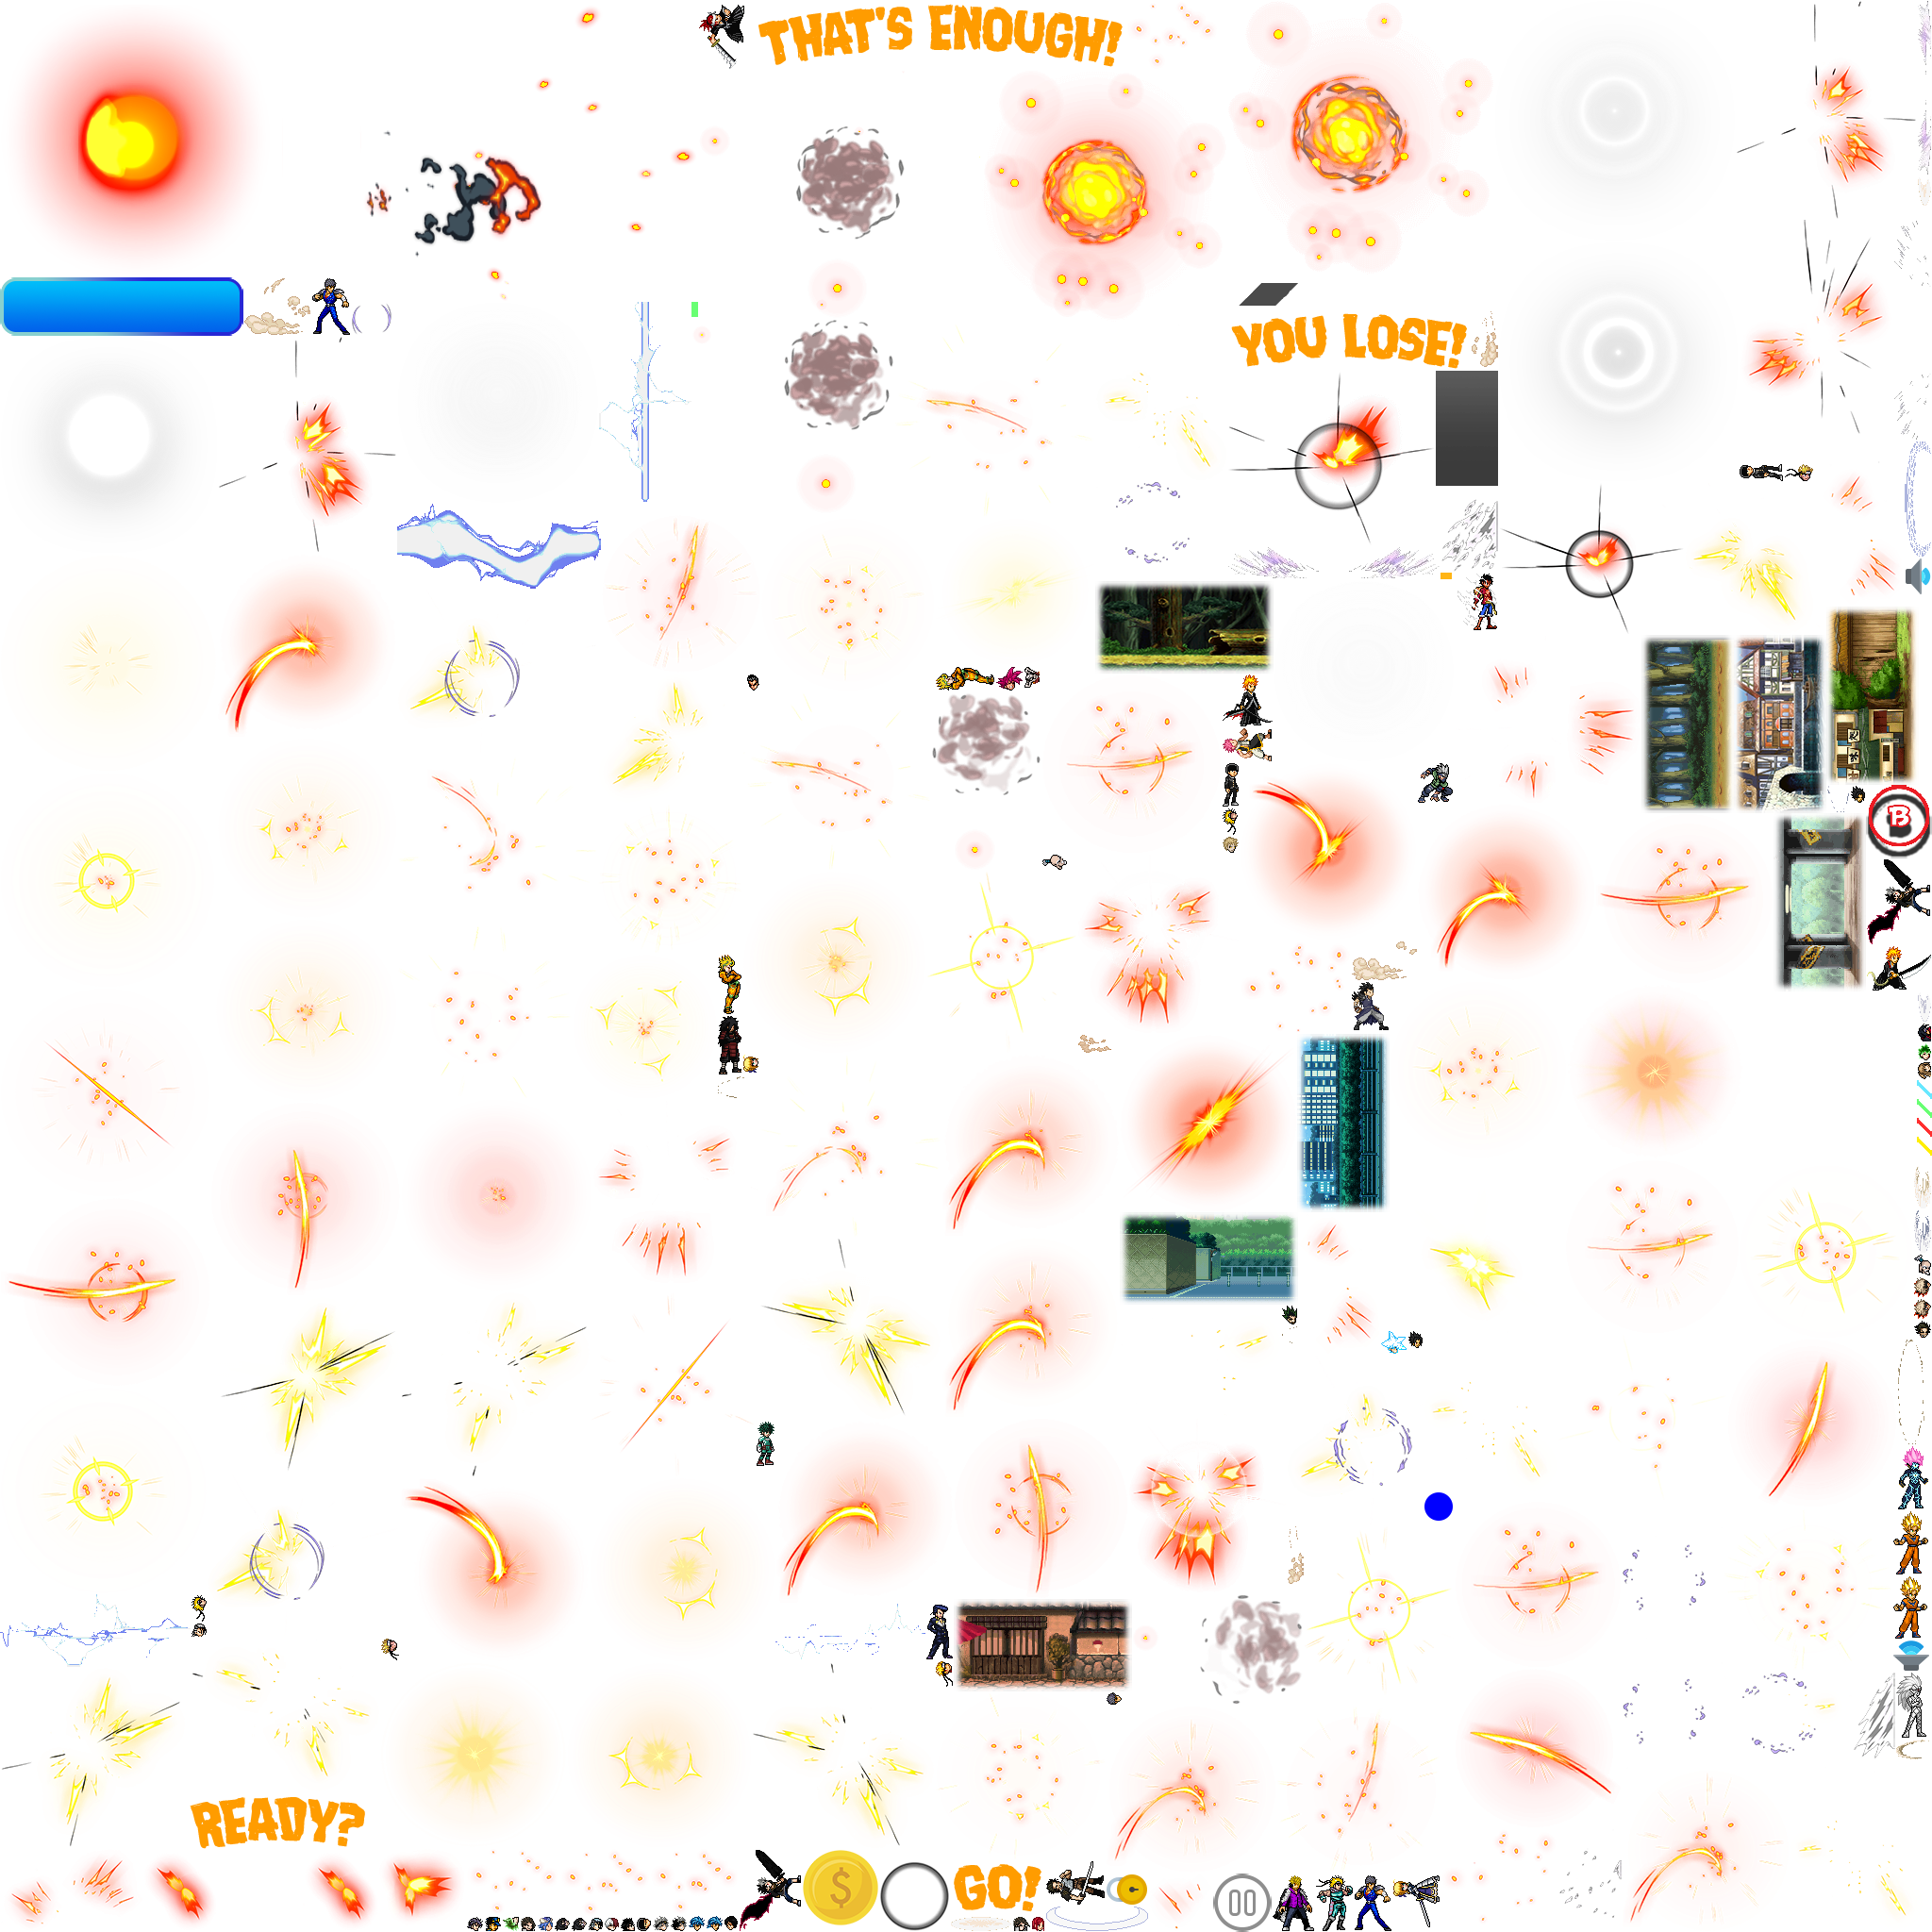 THAT'S ENOUGH!
YOU LOSE!
B
READY?
$
GO!